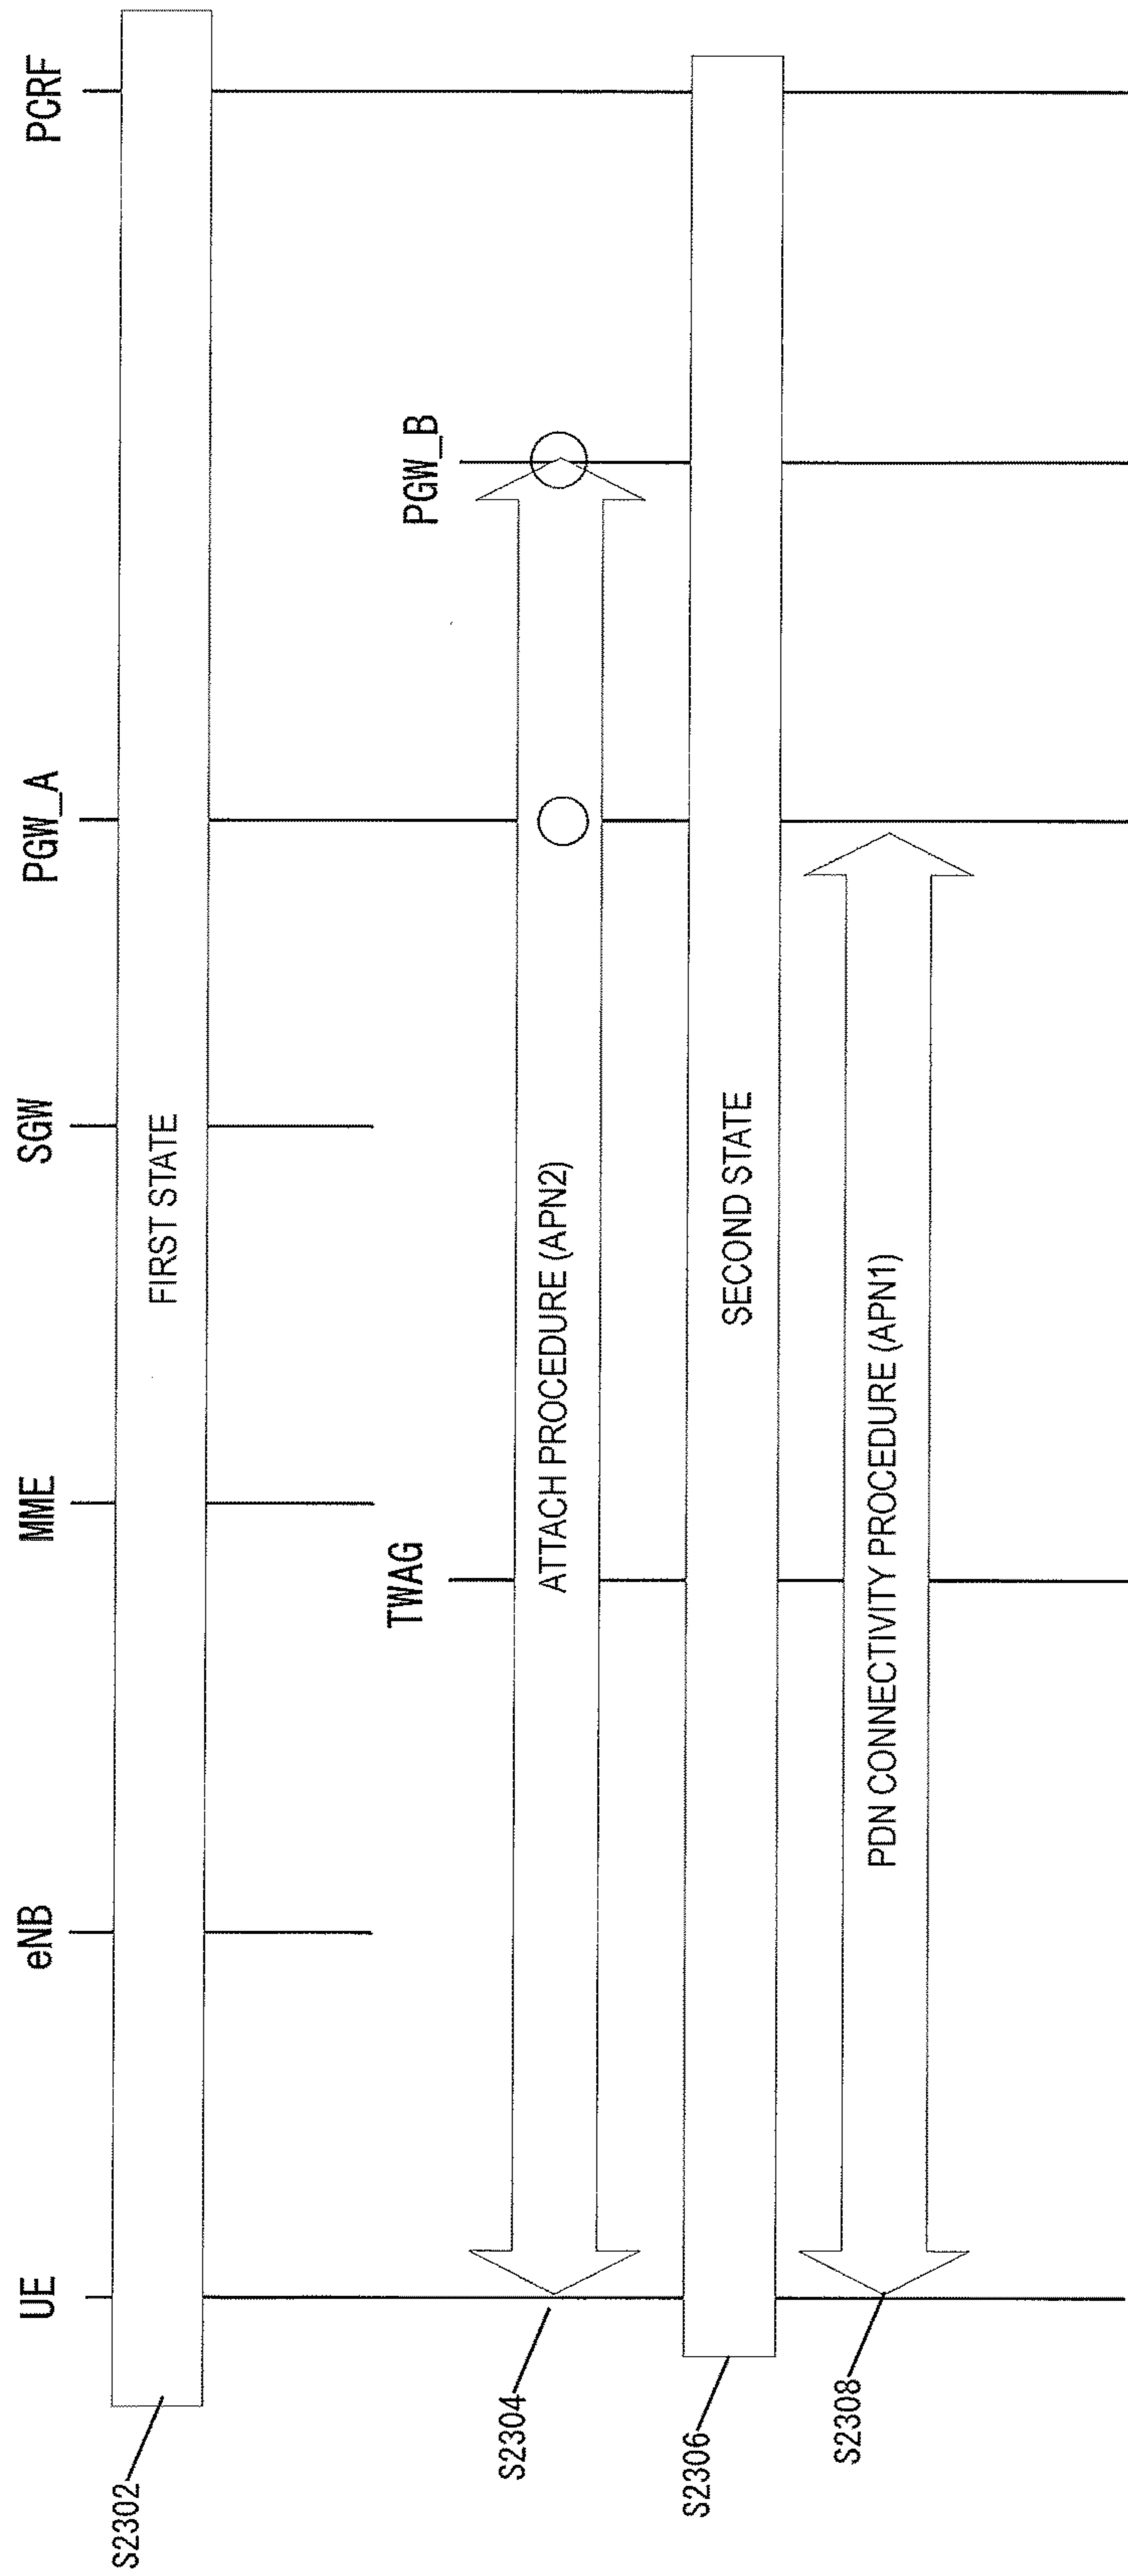 UE
eNB
MME
SGW
PGW_A
PCRF
S2302
FIRST STATE
TWAG
PGW_B
S2304
ATTACH PROCEDURE (APN2)
S2306
SECOND STATE
S2308
PDN CONNECTIVITY PROCEDURE (APN1)